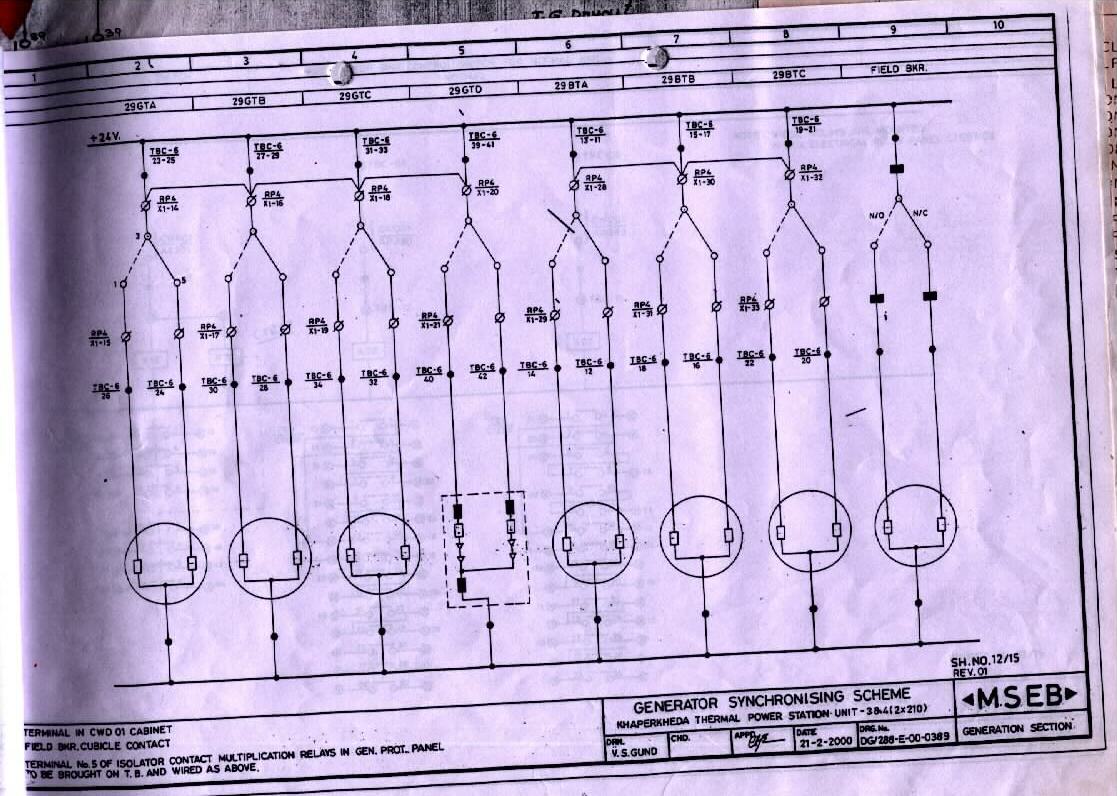 1039
1 2 3 4 5 6 7 8 9 10
29GTA 29GTB 29GTC 29GTD 29BTA 29BTB 29BTC FIELD BKR.
+24V.
TBC-6 TBC-6 TBC-6 TBC-6 TBC-6 TBC-6 TBC-6
23-25 27-29 31-33 39-41 13-11 15-17 19-21
RP4 RP4 RP4 RP4 RP4 RP4 RP4
X1-14 X1-16 X1-18 X1-20 X1-28 X1-30 X1-32
N/O N/C
3
1 5
RP4 RP4 RP4 RP4 RP4 RP4 RP4
X1-15 X1-17 X1-19 X1-21 X1-29 X1-31 X1-33
TBC-6 TBC-6 TBC-6 TBC-6 TBC-6 TBC-6 TBC-6 TBC-6 TBC-6 TBC-6 TBC-6 TBC-6 TBC-6 TBC-6
26 24 30 28 34 32 40 42 14 12 18 16 22 20
SH.NO.12/15
REV.01
TERMINAL IN CWD 01 CABINET
FIELD BKR. CUBICLE CONTACT
TERMINAL No.5 OF ISOLATOR CONTACT MULTIPLICATION RELAYS IN GEN. PROT. PANEL
TO BE BROUGHT ON T.B. AND WIRED AS ABOVE.
GENERATOR SYNCHRONISING SCHEME
KHAPERKHEDA THERMAL POWER STATION-UNIT-3&4(2×210)
DRN. V.S.GUND
CHD.
APPD.
DATE 21-2-2000
DRG.No. DG/288-E-00-0389
M.S.E.B
GENERATION SECTION